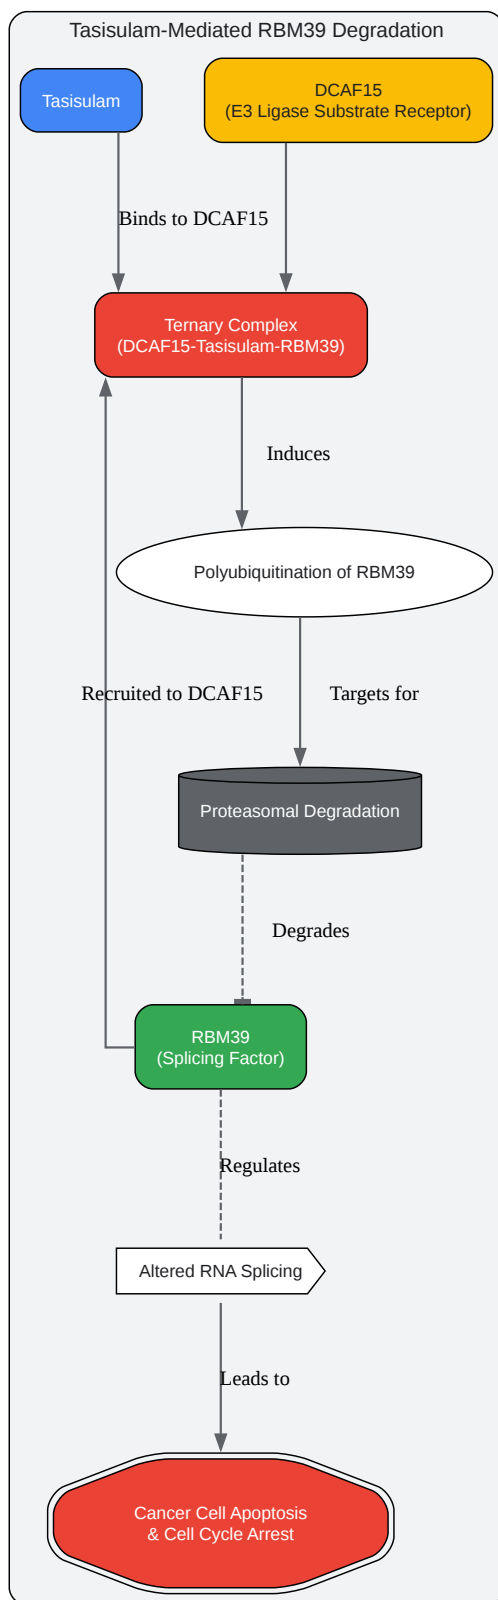 Tasisulam-Mediated RBM39 Degradation
Tasisulam
DCAF15
(E3 Ligase Substrate Receptor)
Binds to DCAF15
Ternary Complex
(DCAF15-Tasisulam-RBM39)
Induces
Polyubiquitination of RBM39
Recruited to DCAF15
Targets for
Proteasomal Degradation
Degrades
RBM39
(Splicing Factor)
Regulates
Altered RNA Splicing
Leads to
Cancer Cell Apoptosis
& Cell Cycle Arrest